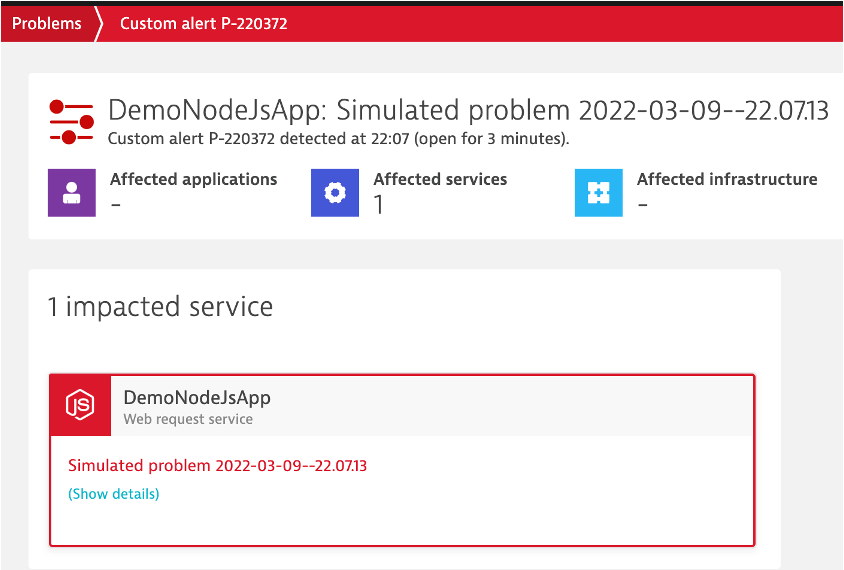 Problems
Custom alert P-220372
DemoNodeJsApp: Simulated problem 2022-03-09--22.07.13
Custom alert P-220372 detected at 22:07 (open for 3 minutes).
Affected applications
–
Affected services
1
Affected infrastructure
–
1 impacted service
JS
DemoNodeJsApp
Web request service
Simulated problem 2022-03-09--22.07.13
(Show details)